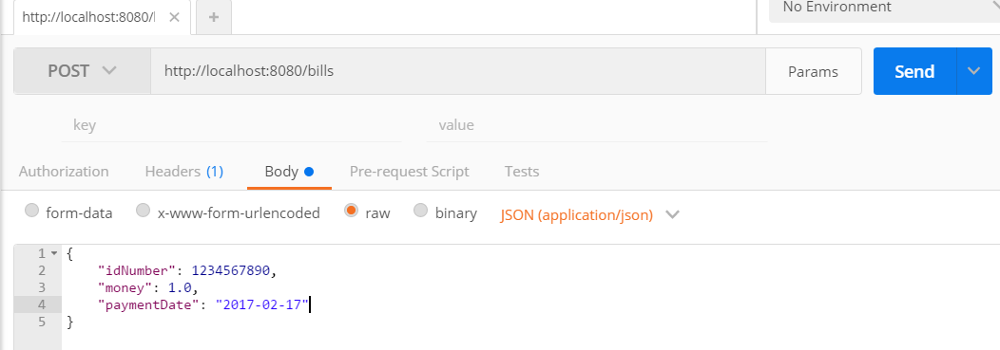 http://localhost:8080/l
No Environment
POST http://localhost:8080/bills Params Send
key value
Authorization Headers (1) Body Pre-request Script Tests
form-data x-www-form-urlencoded raw binary JSON (application/json)
1 {
2 "idNumber": 1234567890,
3 "money": 1.0,
4 "paymentDate": "2017-02-17"
5 }